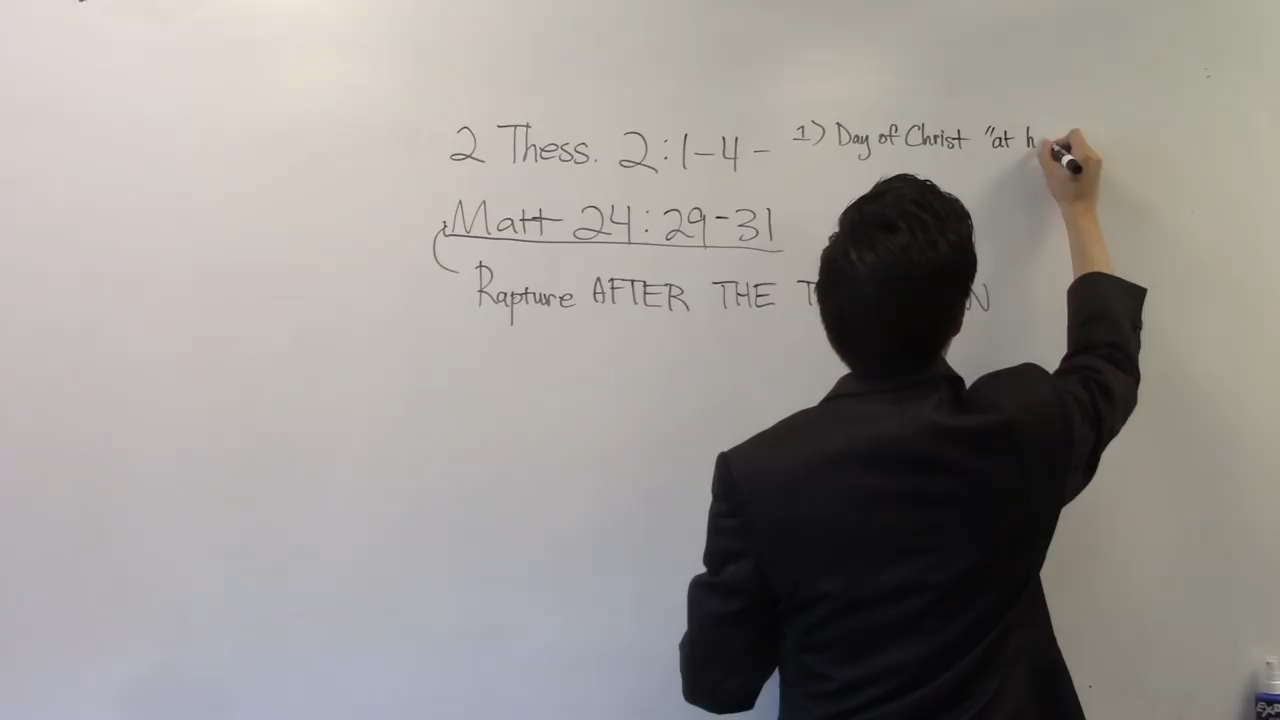 2 Thess. 2:1-4 - 1) Day of Christ "at h
Matt 24:29-31
Rapture AFTER THE